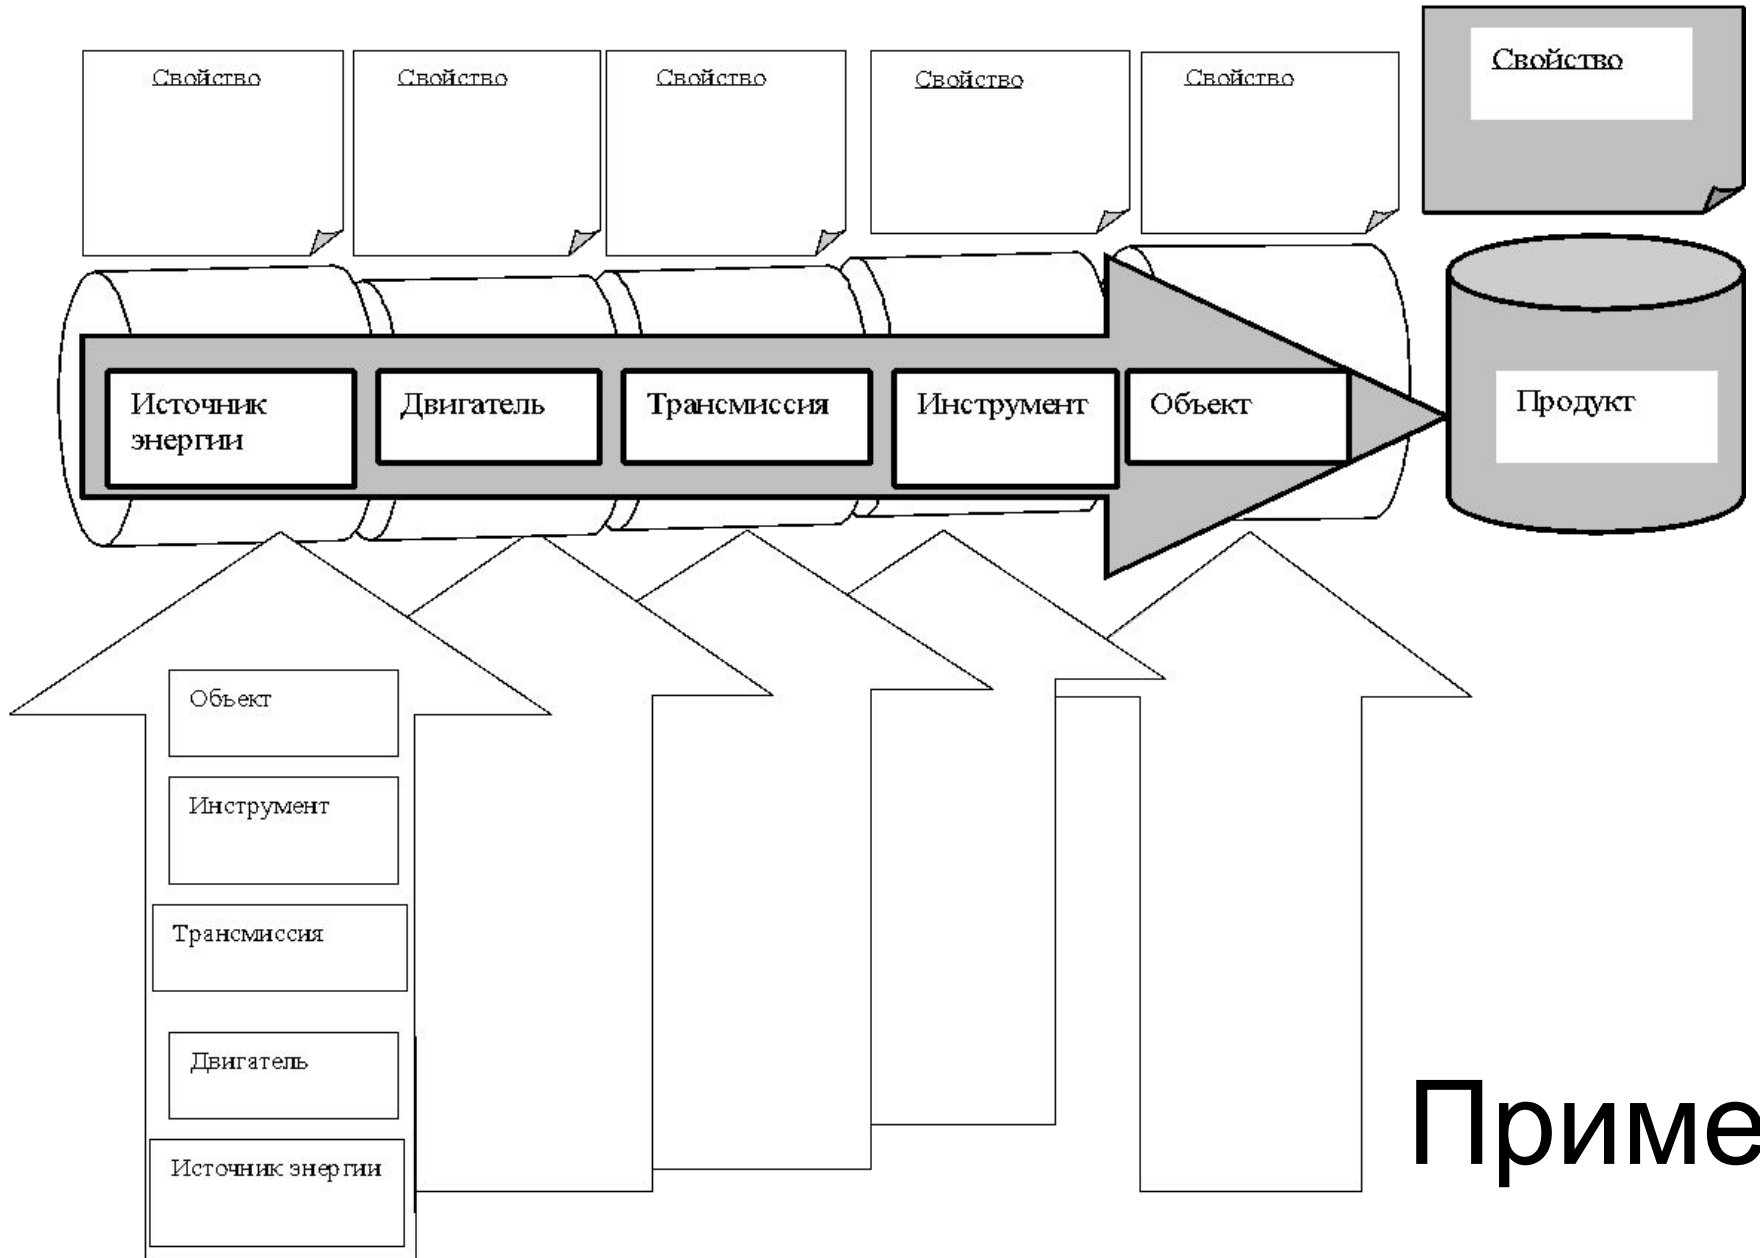 Свойство
Свойство
Свойство
Свойство
Свойство
Свойство
Источник
энергии
Двигатель
Трансмиссия
Инструмент
Объект
Продукт
Объект
Инструмент
Трансмиссия
Двигатель
Источник энергии
Приме